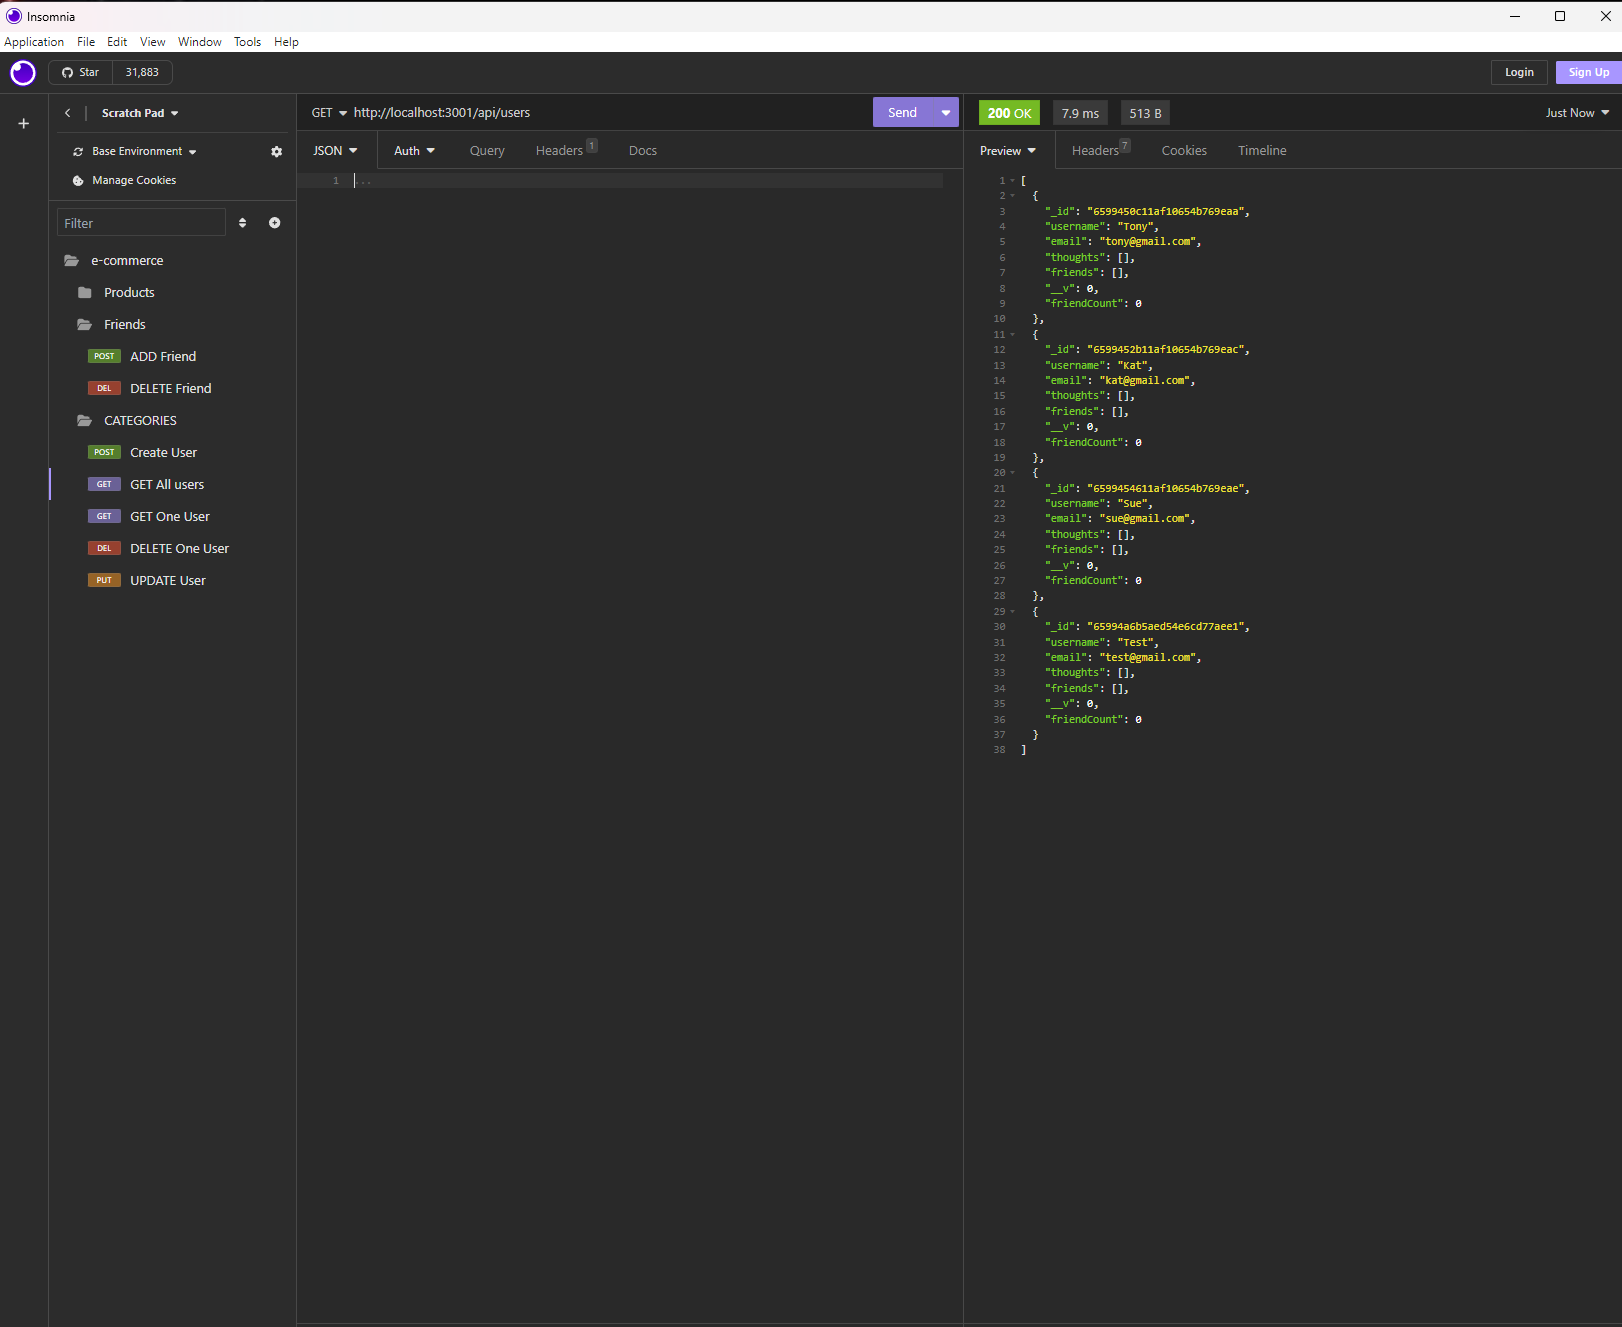 Insomnia
Application File Edit View Window Tools Help
Star 31,883
Login Sign Up
Scratch Pad
Base Environment
Manage Cookies
Filter
e-commerce
Products
Friends
POST ADD Friend
DEL DELETE Friend
CATEGORIES
POST Create User
GET GET All users
GET GET One User
DEL DELETE One User
PUT UPDATE User
GET http://localhost:3001/api/users Send
JSON Auth Query Headers 1 Docs
1 ...
200 OK 7.9 ms 513 B Just Now
Preview Headers 7 Cookies Timeline
1 [
2 {
3 "_id": "6599450c11af10654b769eaa",
4 "username": "Tony",
5 "email": "tony@gmail.com",
6 "thoughts": [],
7 "friends": [],
8 "__v": 0,
9 "friendCount": 0
10 },
11 {
12 "_id": "6599452b11af10654b769eac",
13 "username": "Kat",
14 "email": "kat@gmail.com",
15 "thoughts": [],
16 "friends": [],
17 "__v": 0,
18 "friendCount": 0
19 },
20 {
21 "_id": "6599454611af10654b769eae",
22 "username": "Sue",
23 "email": "sue@gmail.com",
24 "thoughts": [],
25 "friends": [],
26 "__v": 0,
27 "friendCount": 0
28 },
29 {
30 "_id": "65994a6b5aed54e6cd77aee1",
31 "username": "Test",
32 "email": "test@gmail.com",
33 "thoughts": [],
34 "friends": [],
35 "__v": 0,
36 "friendCount": 0
37 }
38 ]